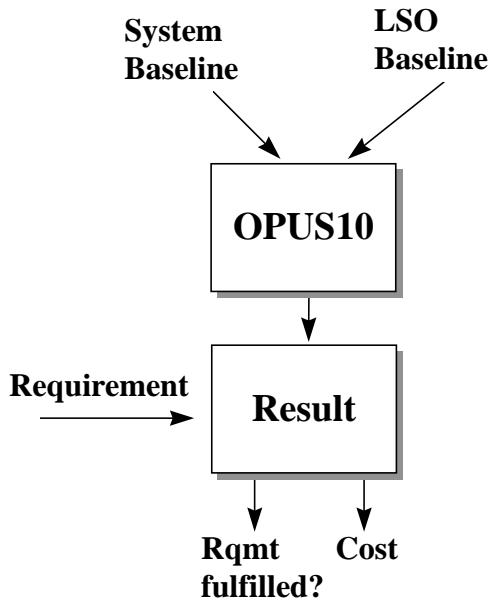 System
Baseline
LSO
Baseline
OPUS10
Requirement
Result
Rqmt
fulfilled?
Cost